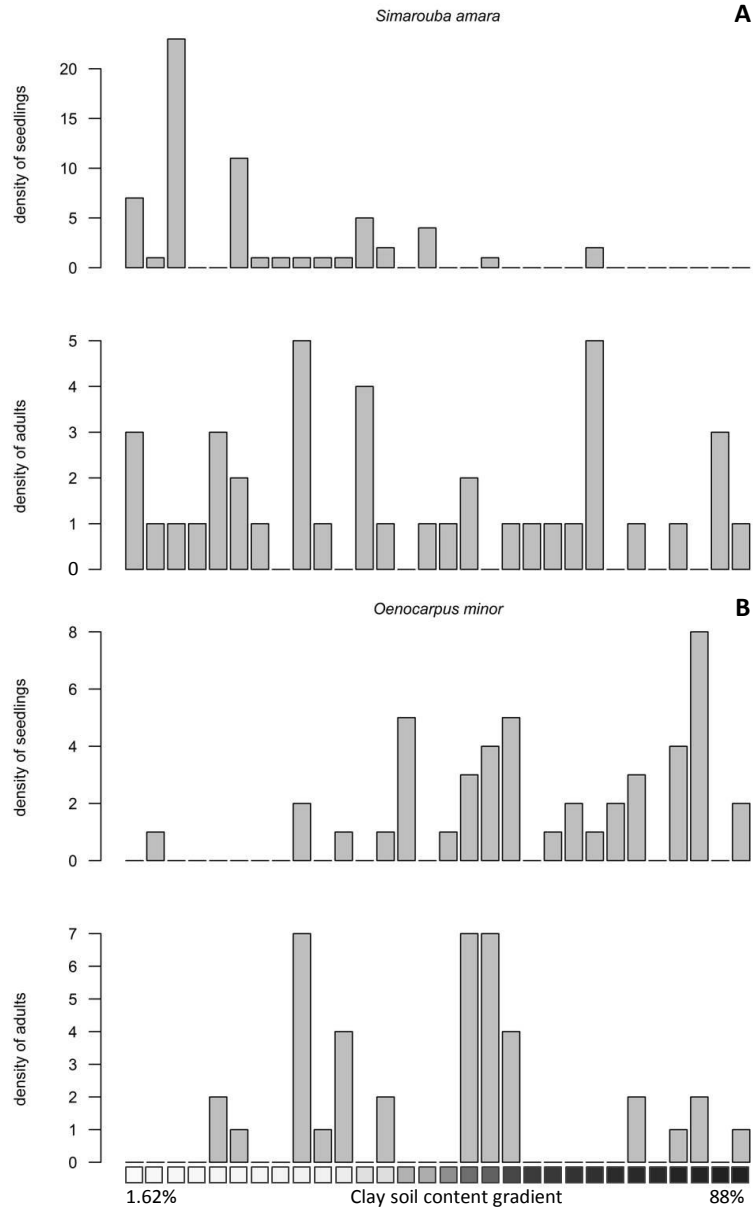 Simarouba amara
A
density of seedlings
20
15
10
5
0
density of adults
5
4
3
2
1
0
Oenocarpus minor
B
density of seedlings
8
6
4
2
0
density of adults
7
6
5
4
3
2
1
0
1.62% Clay soil content gradient 88%